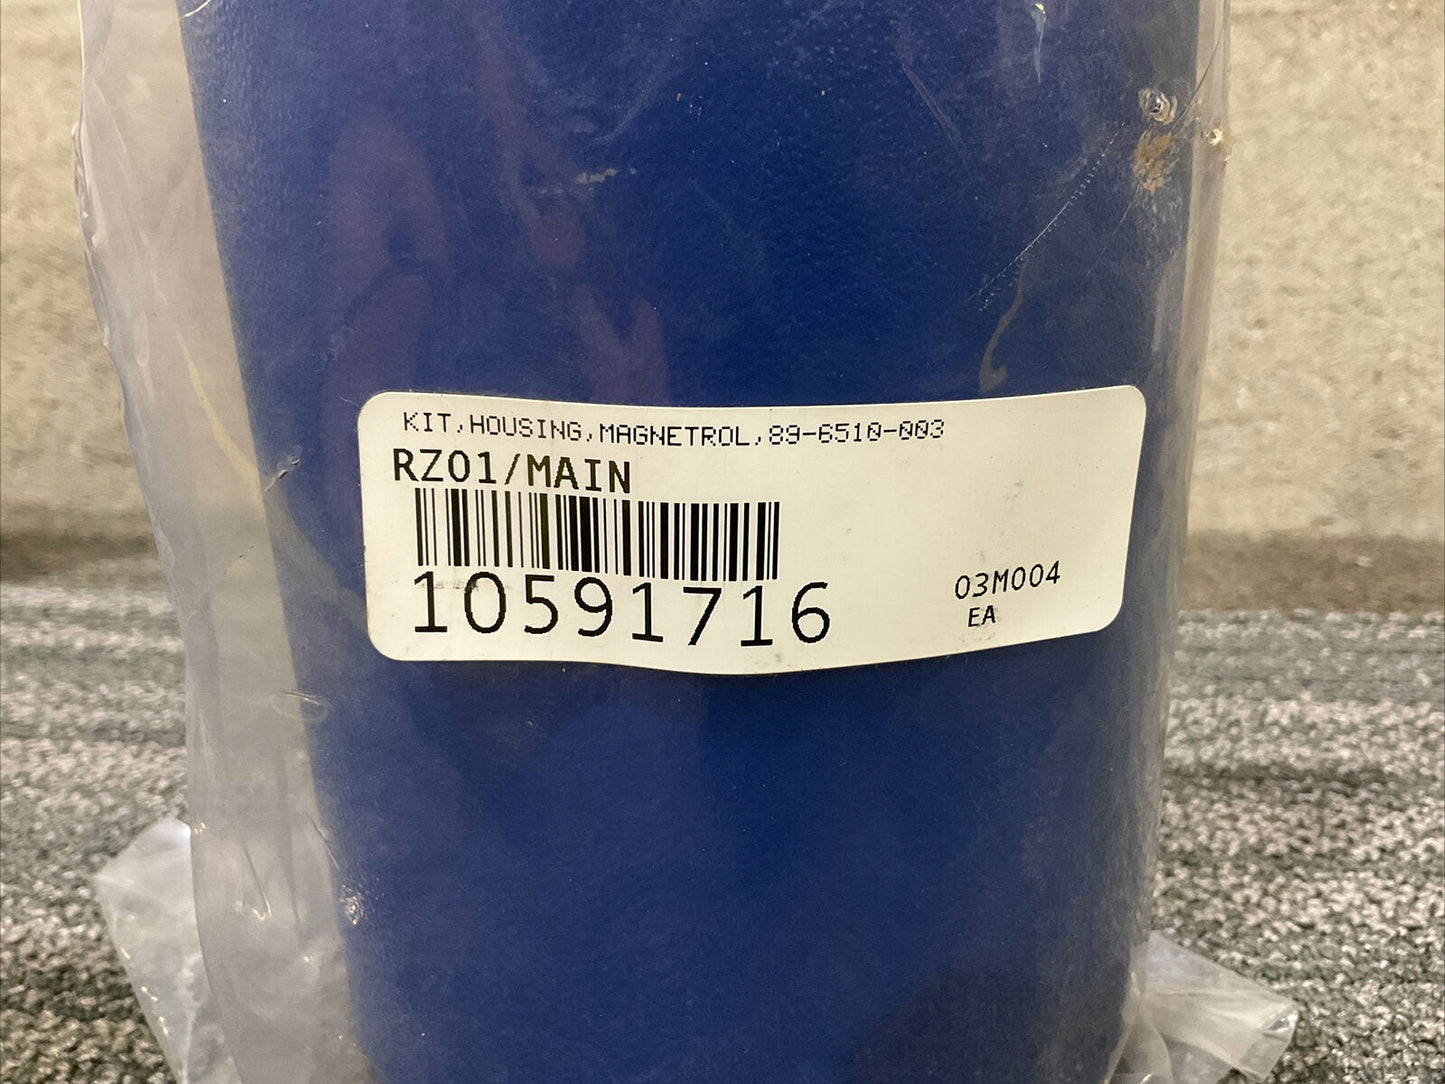 KIT,HOUSING,MAGNETROL,89-6510-003
RZ01/MAIN
10591716
03M004
EA